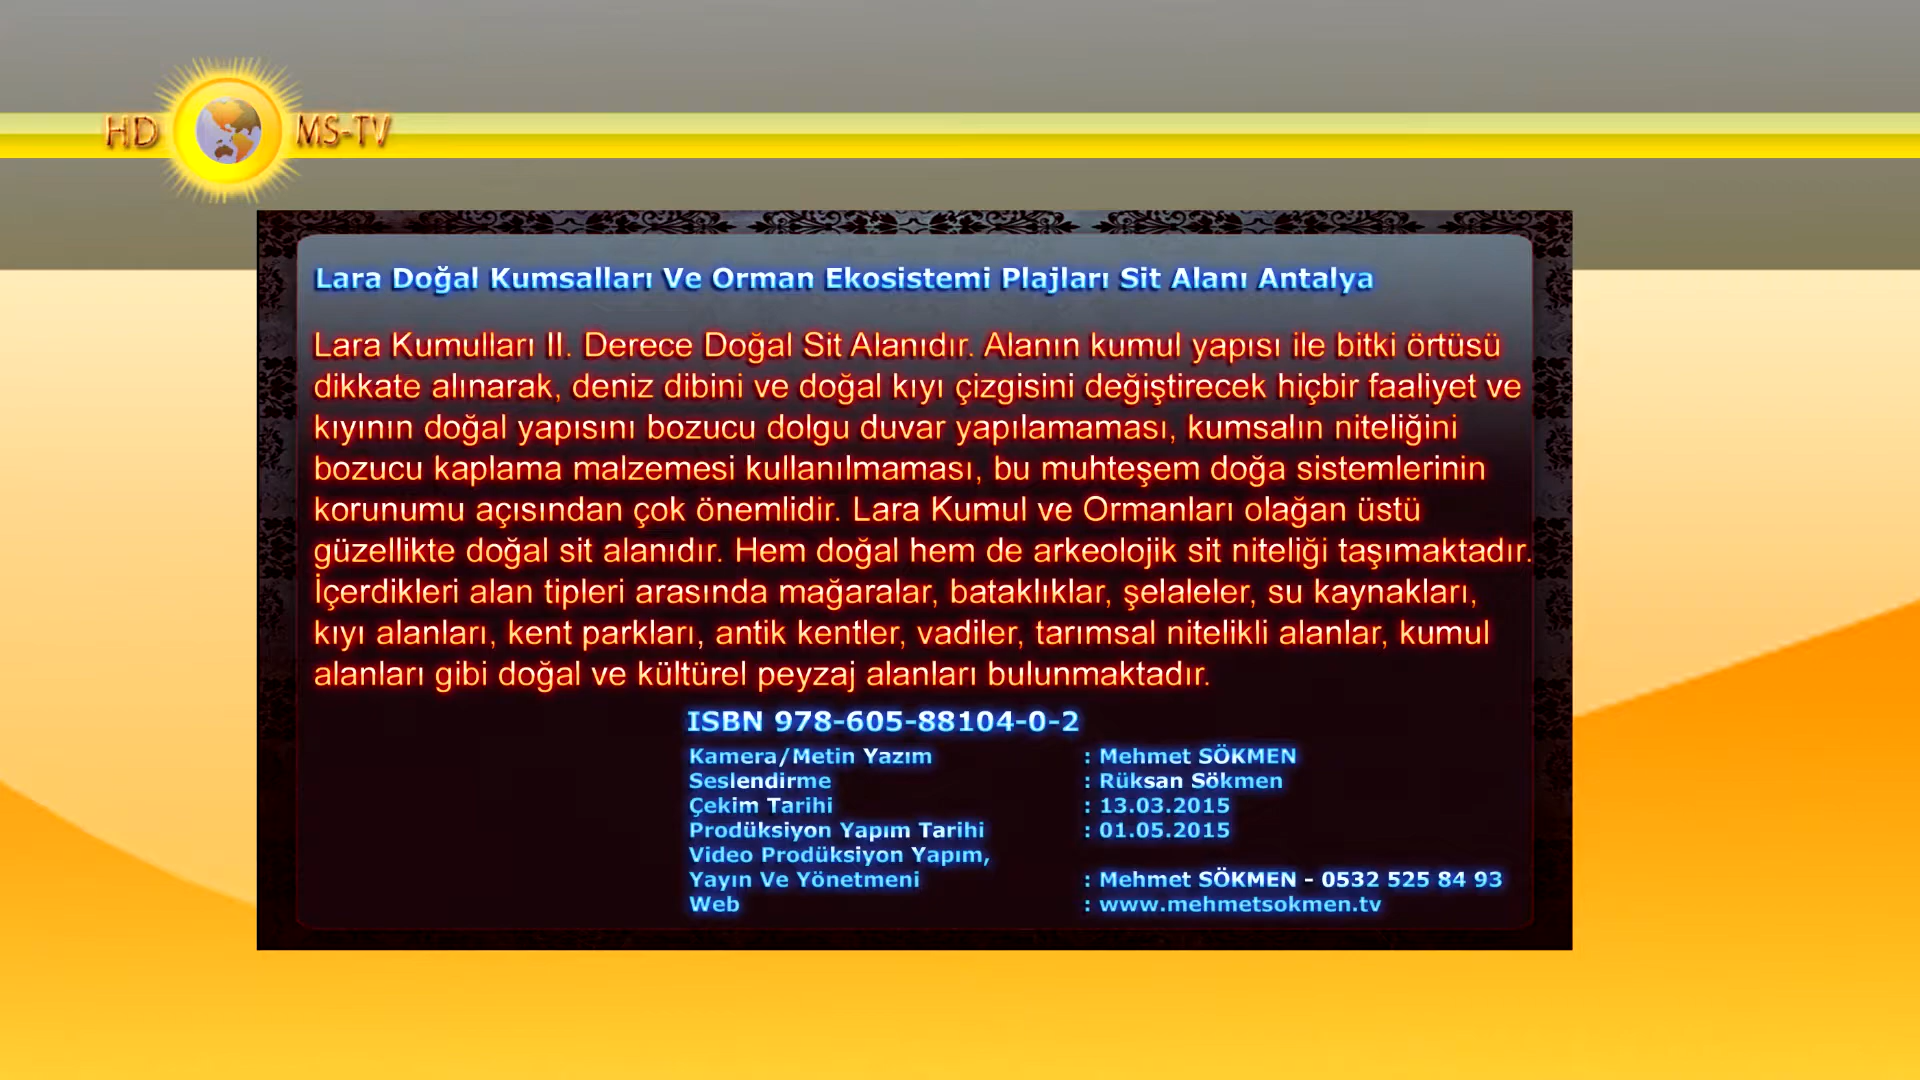 HD MS-TV
Lara Doğal Kumsalları Ve Orman Ekosistemi Plajları Sit Alanı Antalya
Lara Kumulları II. Derece Doğal Sit Alanıdır. Alanın kumul yapısı ile bitki örtüsü
dikkate alınarak, deniz dibini ve doğal kıyı çizgisini değiştirecek hiçbir faaliyet ve
kıyının doğal yapısını bozucu dolgu duvar yapılamaması, kumsalın niteliğini
bozucu kaplama malzemesi kullanılmaması, bu muhteşem doğa sistemlerinin
korunumu açısından çok önemlidir. Lara Kumul ve Ormanları olağan üstü
güzellikte doğal sit alanıdır. Hem doğal hem de arkeolojik sit niteliği taşımaktadır.
İçerdikleri alan tipleri arasında mağaralar, bataklıklar, şelaleler, su kaynakları,
kıyı alanları, kent parkları, antik kentler, vadiler, tarımsal nitelikli alanlar, kumul
alanları gibi doğal ve kültürel peyzaj alanları bulunmaktadır.
ISBN 978-605-88104-0-2
Kamera/Metin Yazım : Mehmet SÖKMEN
Seslendirme : Rüksan Sökmen
Çekim Tarihi : 13.03.2015
Prodüksiyon Yapım Tarihi : 01.05.2015
Video Prodüksiyon Yapım,
Yayın Ve Yönetmeni : Mehmet SÖKMEN - 0532 525 84 93
Web : www.mehmetsokmen.tv